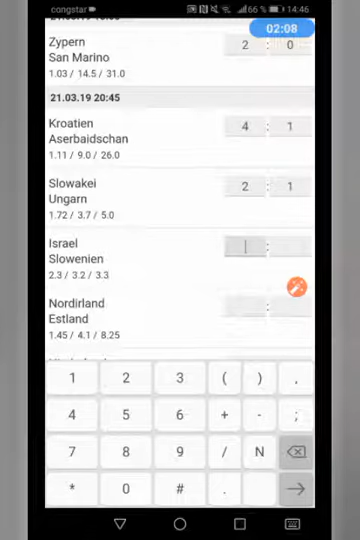 congstar 66 % 14:46
02:08
Zypern
San Marino
2 : 0
1.03 / 14.5 / 31.0
21.03.19 20:45
Kroatien
Aserbaidschan
4 : 1
1.11 / 9.0 / 26.0
Slowakei
Ungarn
2 : 1
1.72 / 3.7 / 5.0
Israel
Slowenien
:
2.3 / 3.2 / 3.3
Nordirland
Estland
:
1.45 / 4.1 / 8.25
1 2 3 ( ) ,
4 5 6 + - ;
7 8 9 / N
* 0 # .